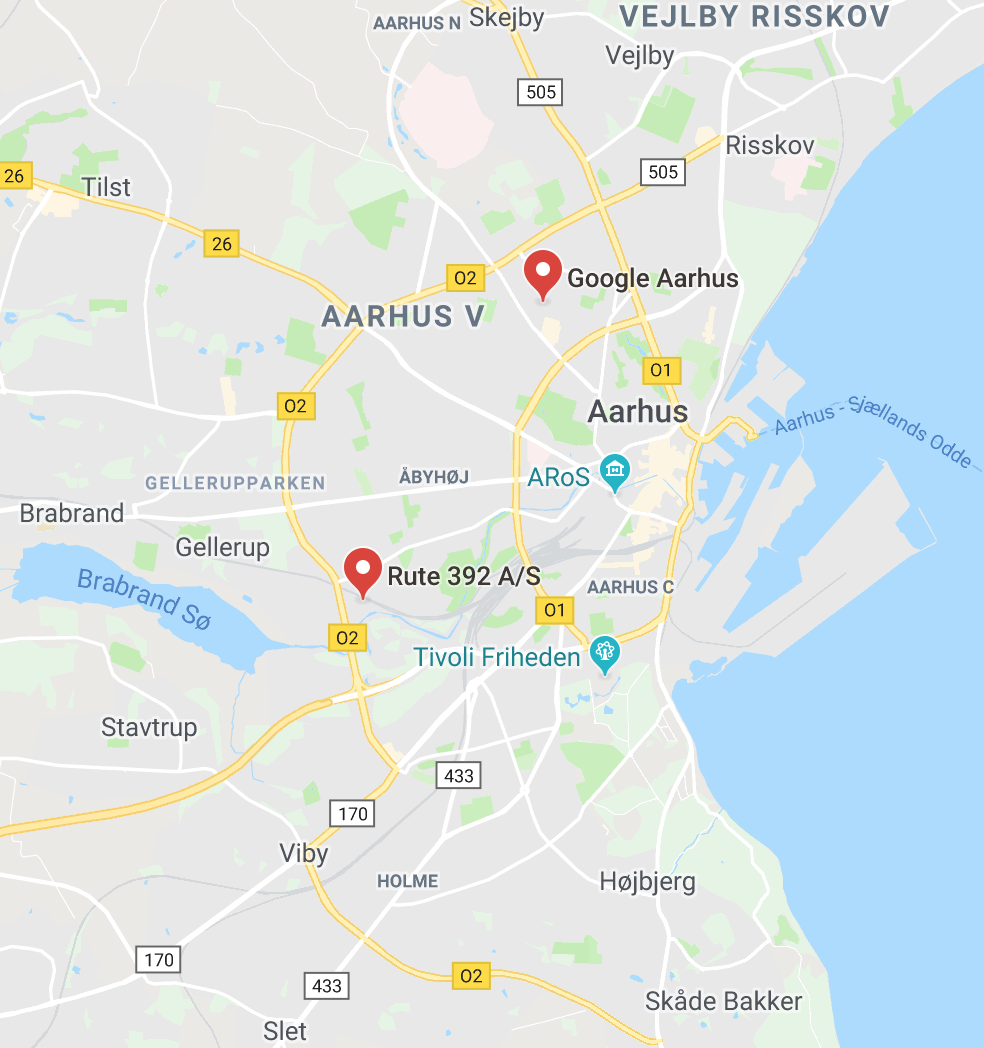 AARHUS N
Skejby
VEJLBY RISSKOV
Vejlby
505
Risskov
505
26
Tilst
26
O2
Google Aarhus
AARHUS V
O1
O2
Aarhus
Aarhus - Sjællands Odde
GELLERUPPARKEN
ÅBYHØJ
ARoS
Brabrand
Gellerup
Brabrand Sø
Rute 392 A/S
AARHUS C
O1
O2
Tivoli Friheden
Stavtrup
433
170
Viby
HOLME
Højbjerg
170
433
O2
Skåde Bakker
Slet